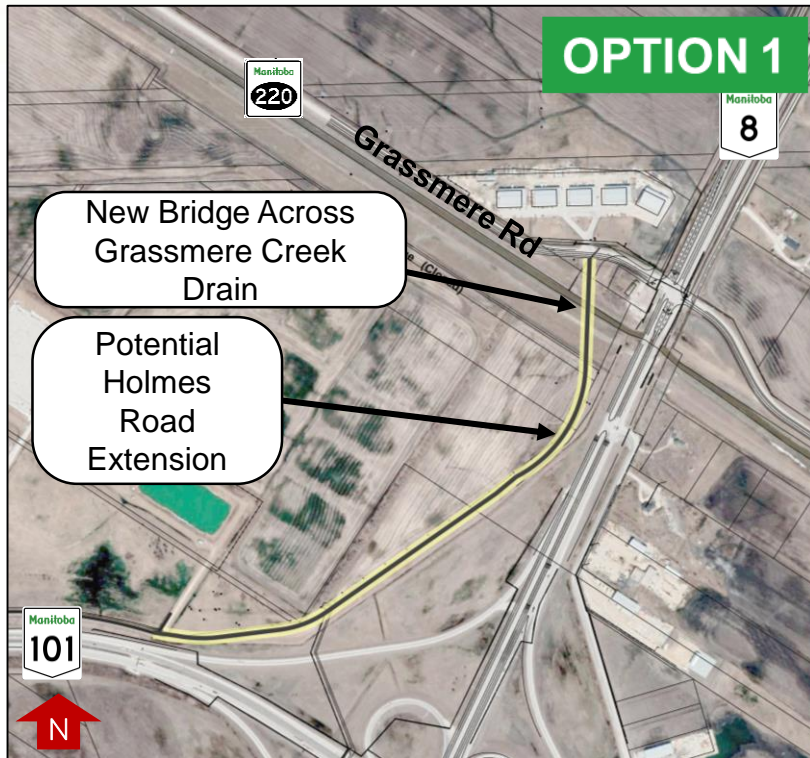 OPTION 1
Manitoba
220
Manitoba
8
Grassmere Rd
New Bridge Across
Grassmere Creek
Drain
Potential
Holmes
Road
Extension
Manitoba
101
N